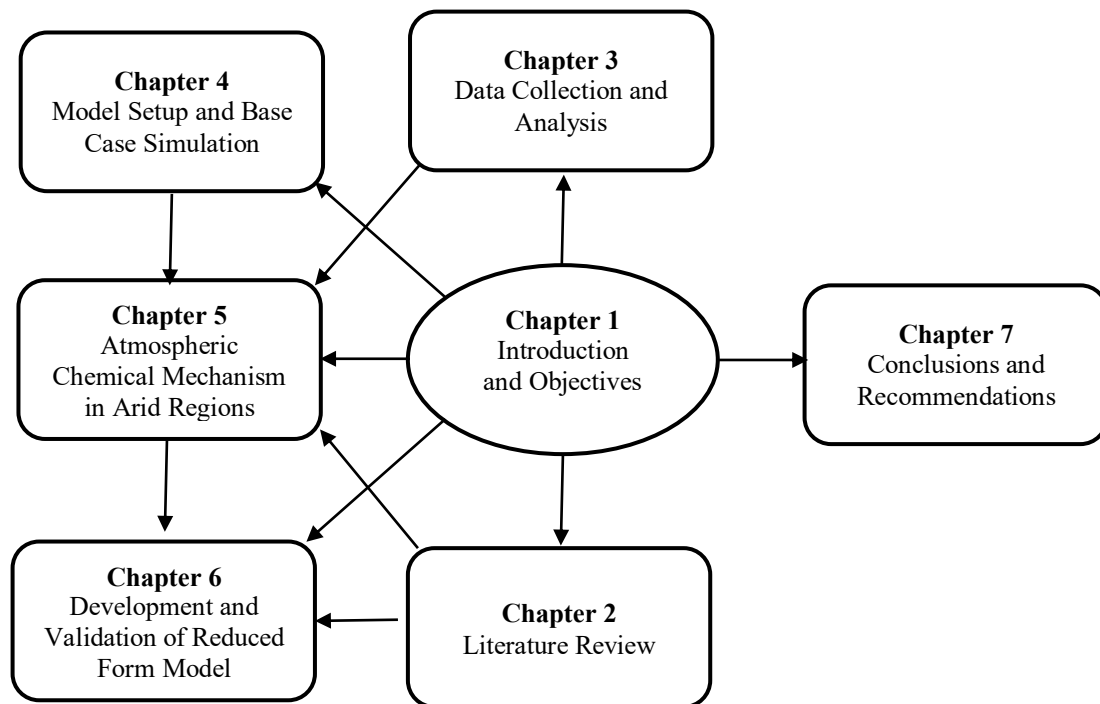 Chapter 4
Model Setup and Base
Case Simulation
Chapter 3
Data Collection and
Analysis
Chapter 5
Atmospheric
Chemical Mechanism
in Arid Regions
Chapter 1
Introduction
and Objectives
Chapter 7
Conclusions and
Recommendations
Chapter 6
Development and
Validation of Reduced
Form Model
Chapter 2
Literature Review